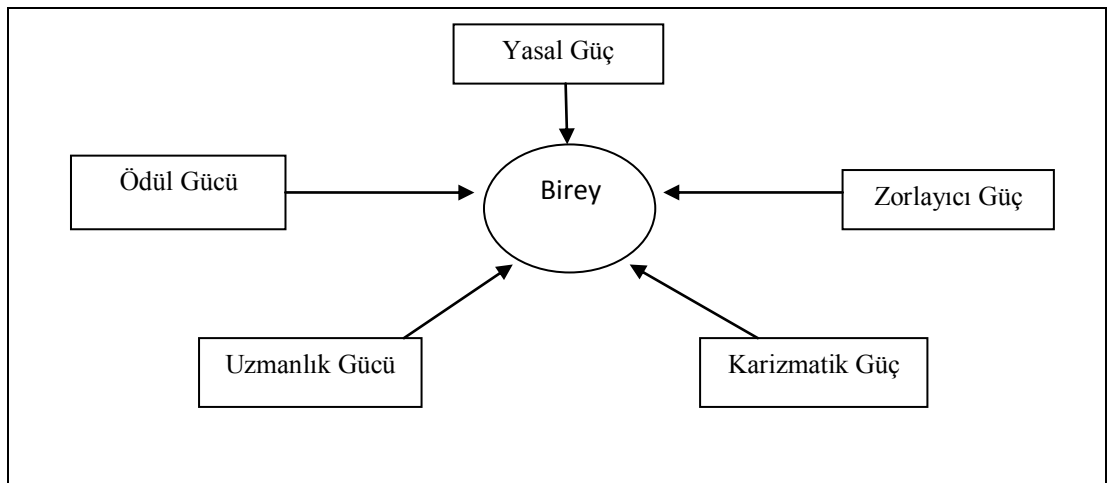 Yasal Güç
Ödül Gücü
Birey
Zorlayıcı Güç
Uzmanlık Gücü
Karizmatik Güç